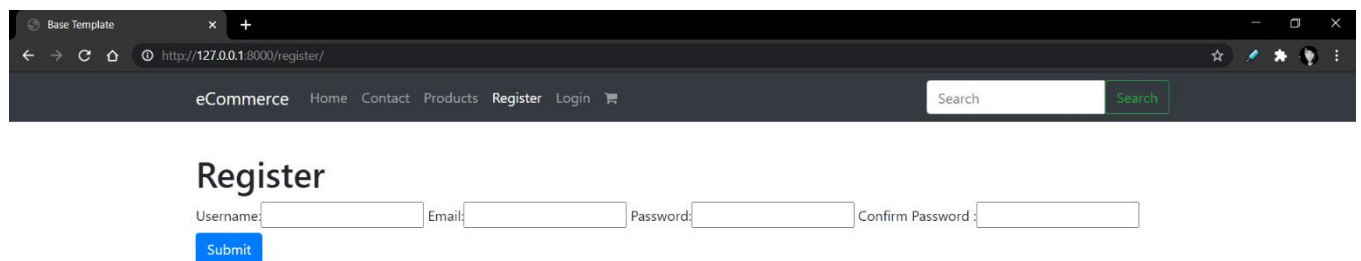 Base Template
http://127.0.0.1:8000/register/
eCommerce Home Contact Products Register Login Search Search
Register
Username: Email: Password: Confirm Password :
Submit